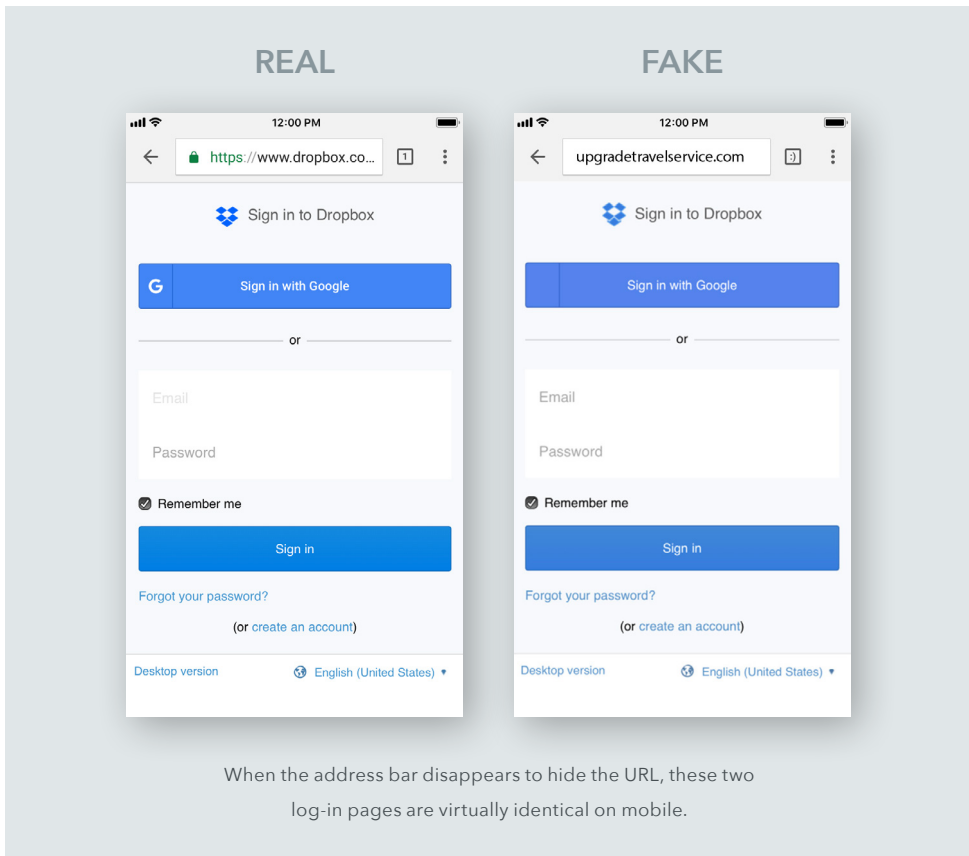 REAL
12:00 PM
https://www.dropbox.co...
1
Sign in to Dropbox
G
Sign in with Google
or
Email
Password
Remember me
Sign in
Forgot your password?
(or create an account)
Desktop version
English (United States)
FAKE
12:00 PM
upgradetravelservice.com
:)
Sign in to Dropbox
Sign in with Google
or
Email
Password
Remember me
Sign in
Forgot your password?
(or create an account)
Desktop version
English (United States)
When the address bar disappears to hide the URL, these two
log-in pages are virtually identical on mobile.